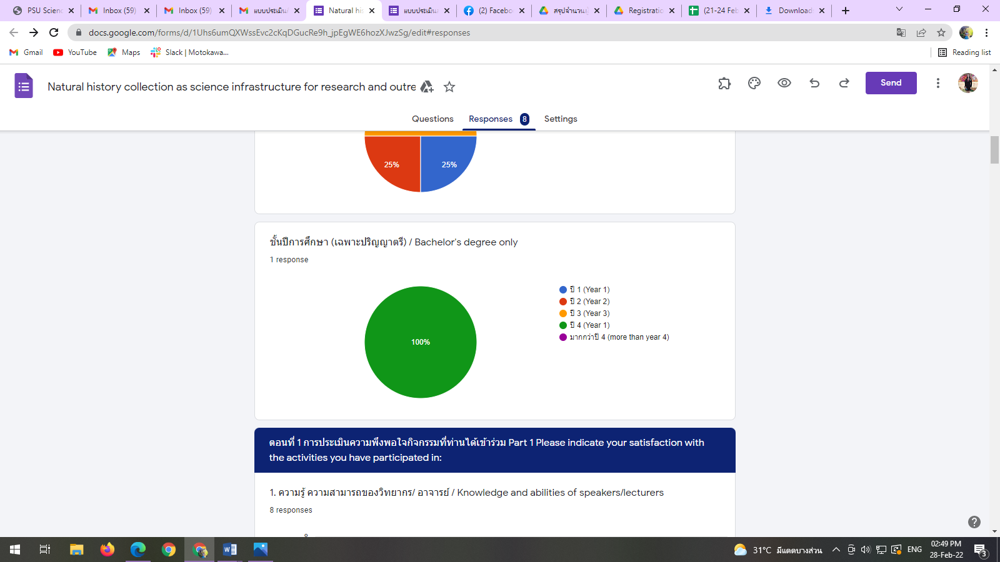 PSU Scienc
Inbox (59)
Inbox (59)
แบบประเมิน
Natural his
แบบประเมิน
(2) Facebo
สรุปจำนวนผู้
Registratio
(21-24 Feb
Download
docs.google.com/forms/d/1Uhs6umQXWssEvc2cKqDGucRe9h_jpEgWE6hozXJwzSg/edit#responses
Gmail
YouTube
Maps
Slack | Motokawa...
Reading list
Natural history collection as science infrastructure for research and outre
Send
Questions
Responses 8
Settings
25%
25%
ชั้นปีการศึกษา (เฉพาะปริญญาตรี) / Bachelor's degree only
1 response
100%
ปี 1 (Year 1)
ปี 2 (Year 2)
ปี 3 (Year 3)
ปี 4 (Year 1)
มากกว่าปี 4 (more than year 4)
ตอนที่ 1 การประเมินความพึงพอใจกิจกรรมที่ท่านได้เข้าร่วม Part 1 Please indicate your satisfaction with
the activities you have participated in:
1. ความรู้ ความสามารถของวิทยากร/ อาจารย์ / Knowledge and abilities of speakers/lecturers
8 responses
31°C มีแดดบางส่วน
ENG
02:49 PM
28-Feb-22
3